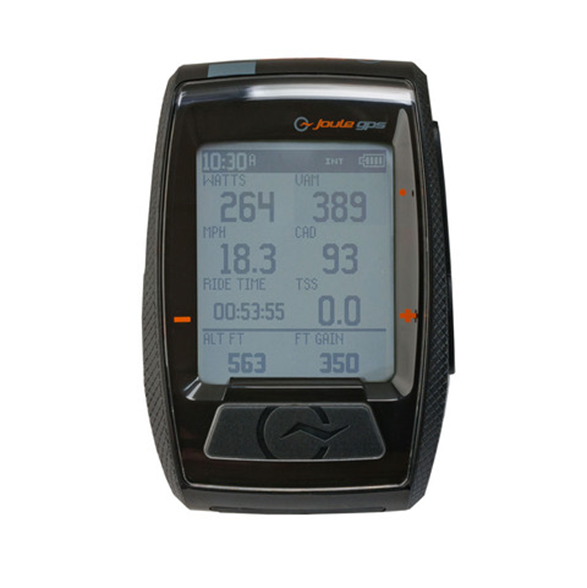 joule gps
10:30A INT
WATTS VAM
264 389
MPH CAD
18.3 93
RIDE TIME TSS
00:53:55 0.0
ALT FT FT GAIN
563 350